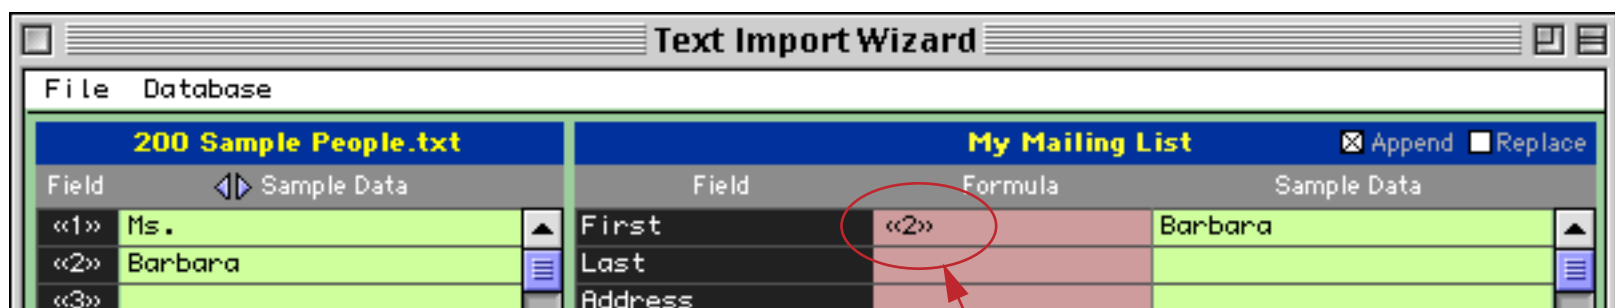 Text Import Wizard
File Database
200 Sample People.txt My Mailing List Append Replace
Field Sample Data Field Formula Sample Data
«1» Ms. First «2» Barbara
«2» Barbara Last
«3» Address